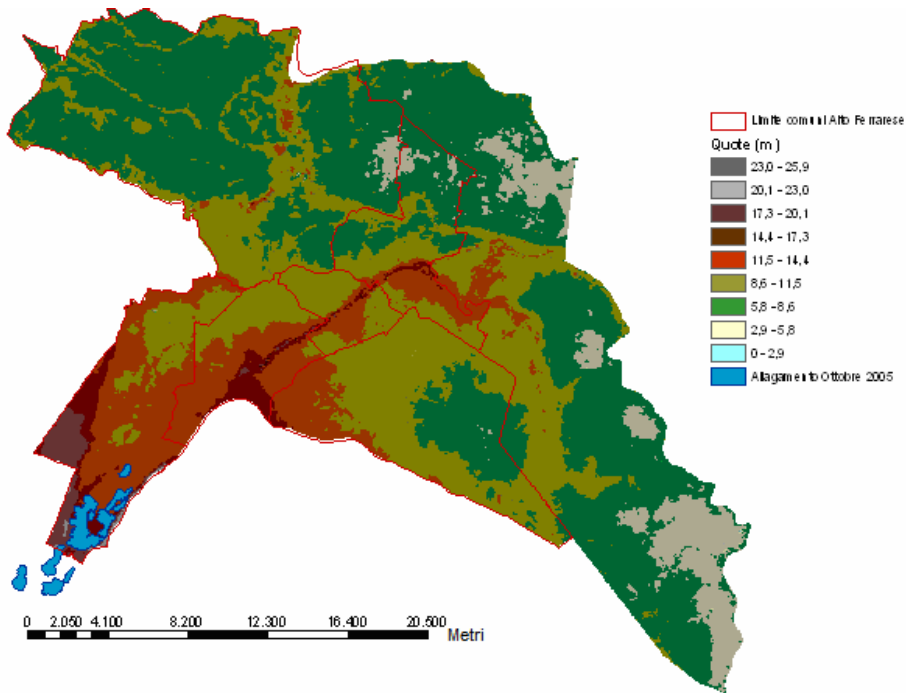 Limite comuni Alto Ferrarese
Quote (m)
23,0 - 25,9
20,1 - 23,0
17,3 - 20,1
14,4 - 17,3
11,5 - 14,4
8,6 - 11,5
5,8 - 8,6
2,9 - 5,8
0 - 2,9
Allagamento Ottobre 2005
0 2.050 4.100 8.200 12.300 16.400 20.500
Metri